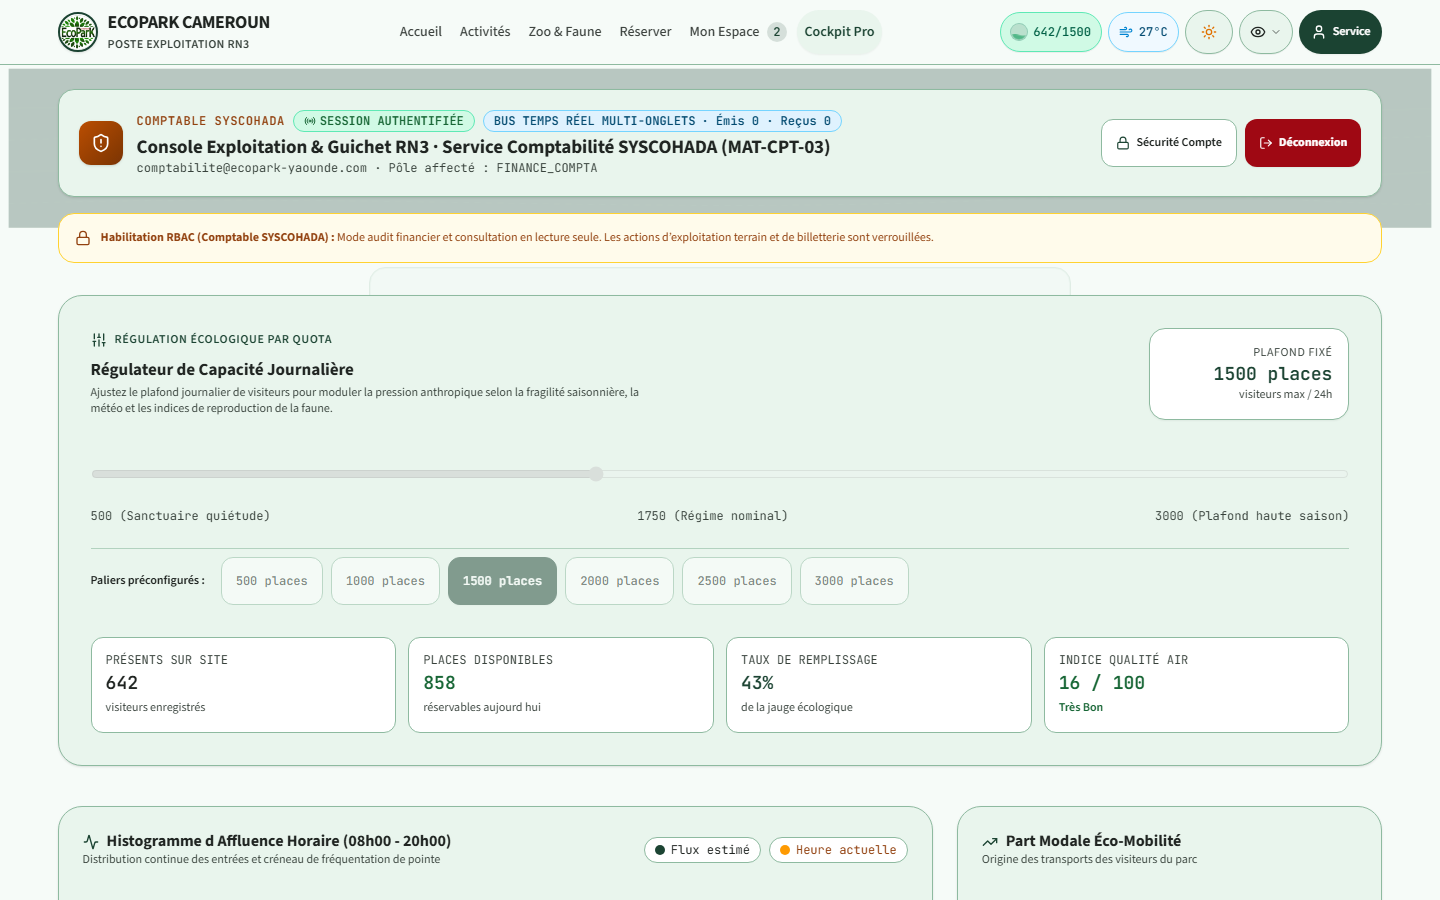 ECOPARK CAMEROUN
POSTE EXPLOITATION RN3
EcoPark
Accueil
Activités
Zoo & Faune
Réserver
Mon Espace 2
Cockpit Pro
642/1500
27°C
Service
COMPTABLE SYSCOHADA
SESSION AUTHENTIFIÉE
BUS TEMPS RÉEL MULTI-ONGLETS · Émis 0 · Reçus 0
Console Exploitation & Guichet RN3 · Service Comptabilité SYSCOHADA (MAT-CPT-03)
comptabilite@ecopark-yaounde.com · Pôle affecté : FINANCE_COMPTA
Sécurité Compte
Déconnexion
Habilitation RBAC (Comptable SYSCOHADA) : Mode audit financier et consultation en lecture seule. Les actions d’exploitation terrain et de billetterie sont verrouillées.
RÉGULATION ÉCOLOGIQUE PAR QUOTA
Régulateur de Capacité Journalière
Ajustez le plafond journalier de visiteurs pour moduler la pression anthropique selon la fragilité saisonnière, la
météo et les indices de reproduction de la faune.
PLAFOND FIXÉ
1500 places
visiteurs max / 24h
500 (Sanctuaire quiétude)
1750 (Régime nominal)
3000 (Plafond haute saison)
Paliers préconfigurés :
500 places
1000 places
1500 places
2000 places
2500 places
3000 places
PRÉSENTS SUR SITE
642
visiteurs enregistrés
PLACES DISPONIBLES
858
réservables aujourd hui
TAUX DE REMPLISSAGE
43%
de la jauge écologique
INDICE QUALITÉ AIR
16 / 100
Très Bon
Histogramme d Affluence Horaire (08h00 - 20h00)
Distribution continue des entrées et créneau de fréquentation de pointe
Flux estimé
Heure actuelle
Part Modale Éco-Mobilité
Origine des transports des visiteurs du parc